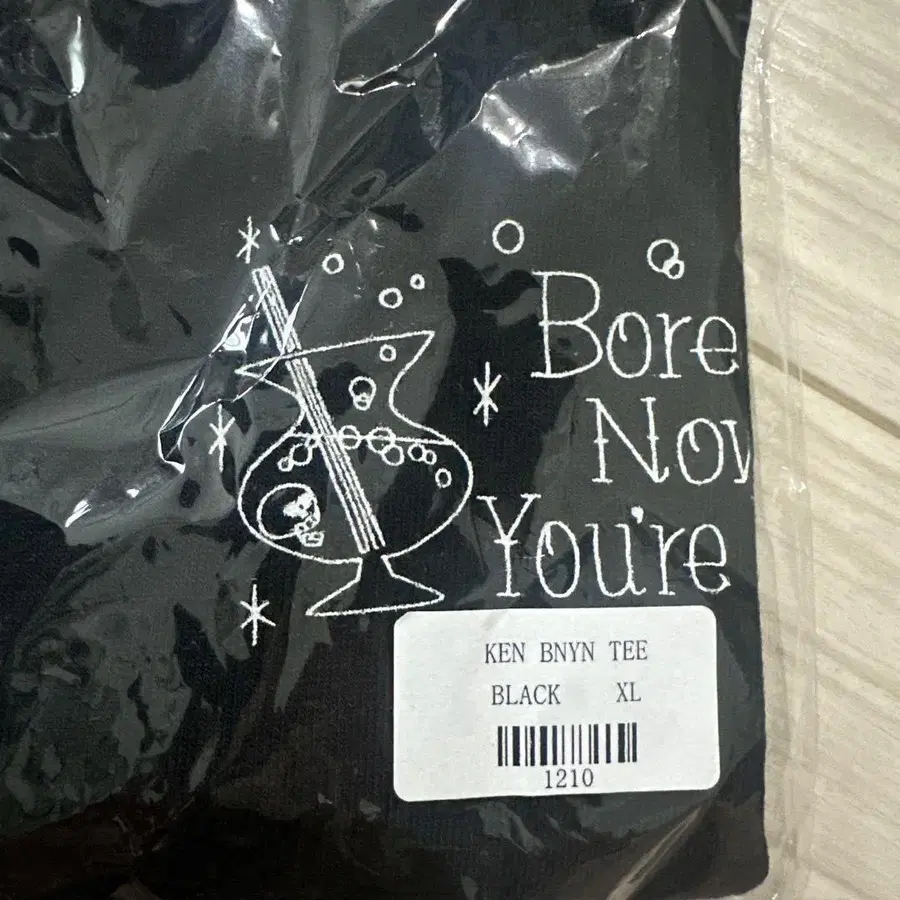 Bore
Nov
You're
KEN BNYN TEE
BLACK XL
1210